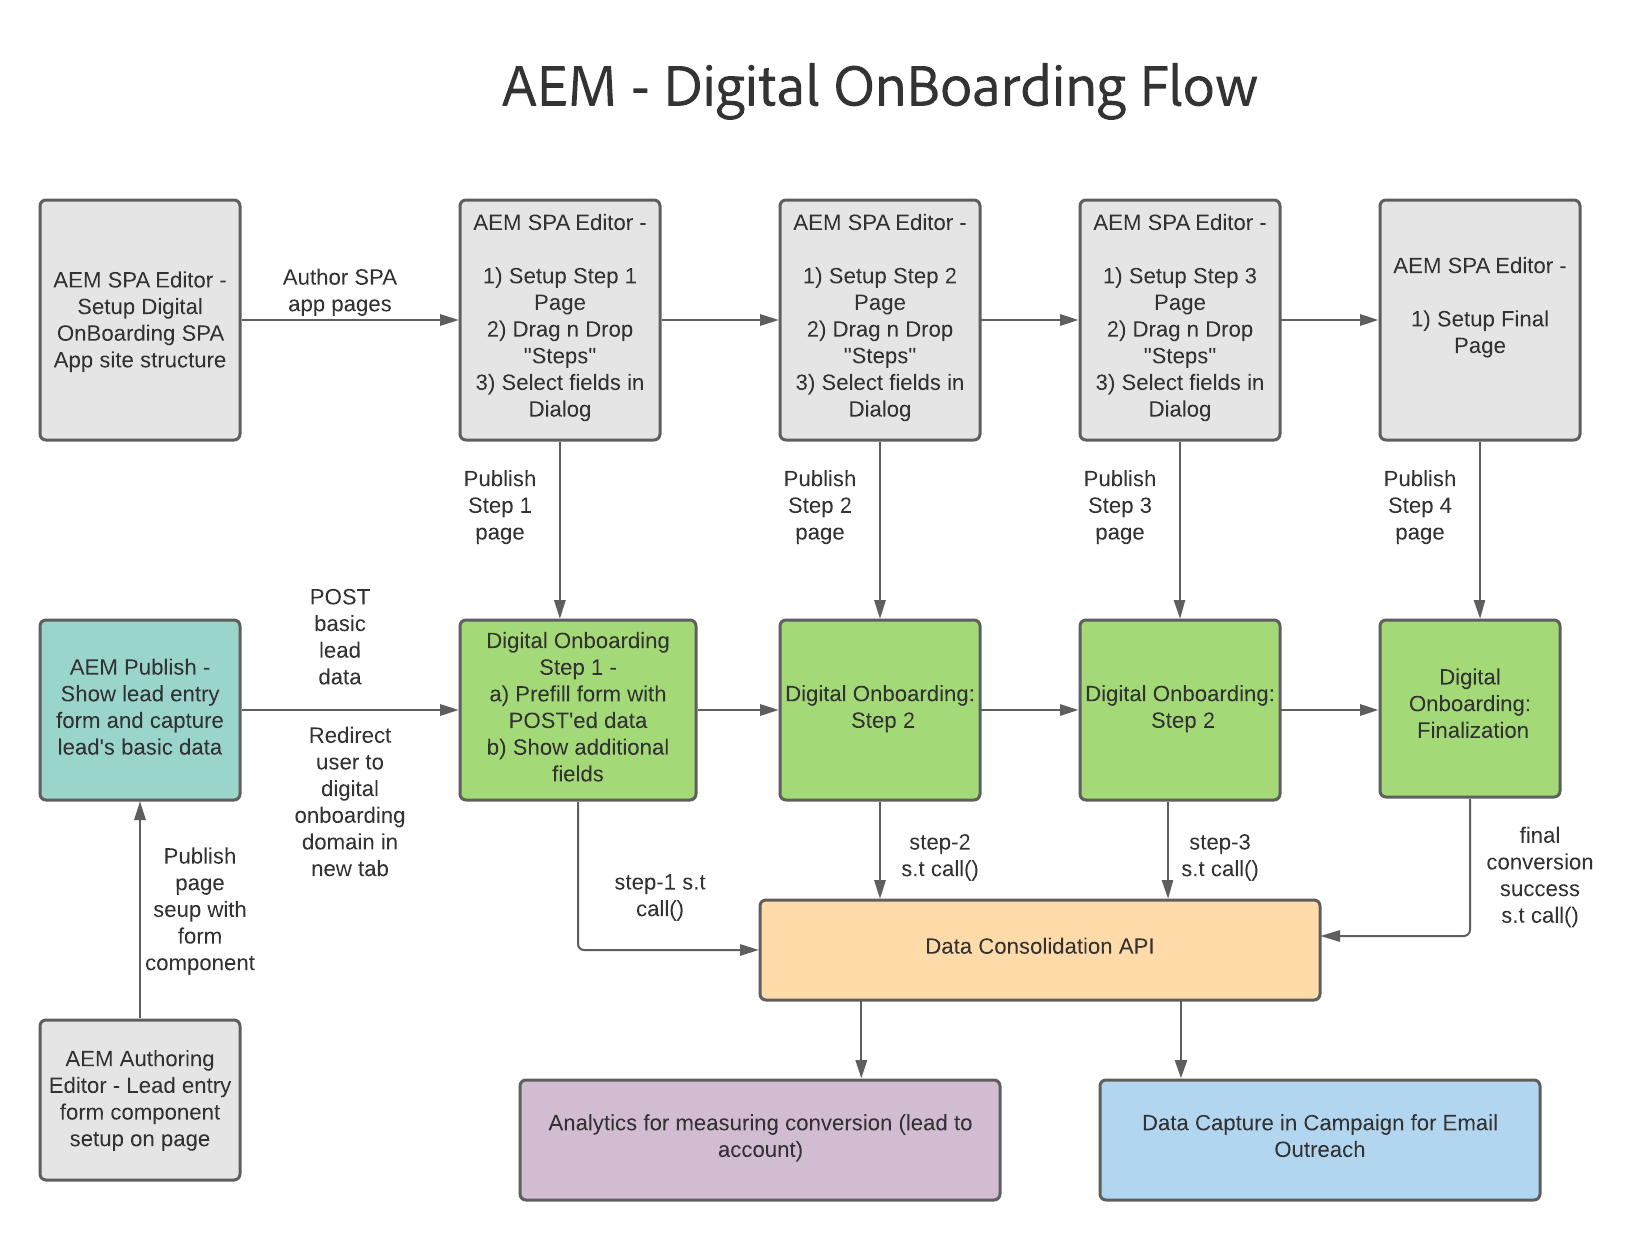 AEM - Digital OnBoarding Flow
AEM SPA Editor -
Setup Digital
OnBoarding SPA
App site structure
Author SPA
app pages
AEM SPA Editor -
1) Setup Step 1
Page
2) Drag n Drop
"Steps"
3) Select fields in
Dialog
AEM SPA Editor -
1) Setup Step 2
Page
2) Drag n Drop
"Steps"
3) Select fields in
Dialog
AEM SPA Editor -
1) Setup Step 3
Page
2) Drag n Drop
"Steps"
3) Select fields in
Dialog
AEM SPA Editor -
1) Setup Final
Page
Publish
Step 1
page
Publish
Step 2
page
Publish
Step 3
page
Publish
Step 4
page
AEM Publish -
Show lead entry
form and capture
lead's basic data
POST
basic
lead
data
Redirect
user to
digital
onboarding
domain in
new tab
Digital Onboarding
Step 1 -
a) Prefill form with
POST'ed data
b) Show additional
fields
Digital Onboarding:
Step 2
Digital Onboarding:
Step 2
Digital
Onboarding:
Finalization
Publish
page
seup with
form
component
step-1 s.t
call()
step-2
s.t call()
step-3
s.t call()
final
conversion
success
s.t call()
Data Consolidation API
AEM Authoring
Editor - Lead entry
form component
setup on page
Analytics for measuring conversion (lead to
account)
Data Capture in Campaign for Email
Outreach